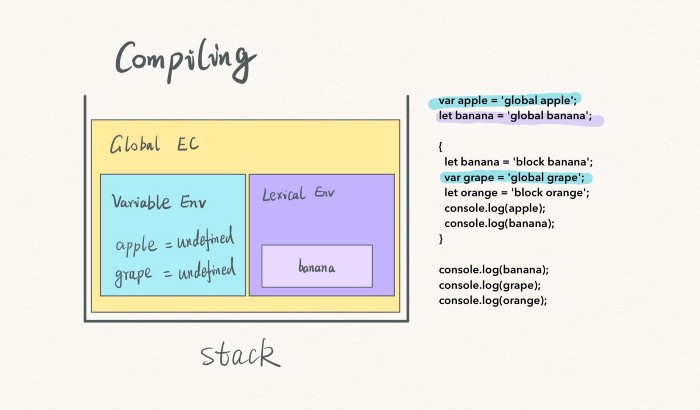 Compiling
Global EC
Variable Env
apple = undefined
grape = undefined
Lexical Env
banana
stack
var apple = 'global apple';
let banana = 'global banana';
{
let banana = 'block banana';
var grape = 'global grape';
let orange = 'block orange';
console.log(apple);
console.log(banana);
}
console.log(banana);
console.log(grape);
console.log(orange);